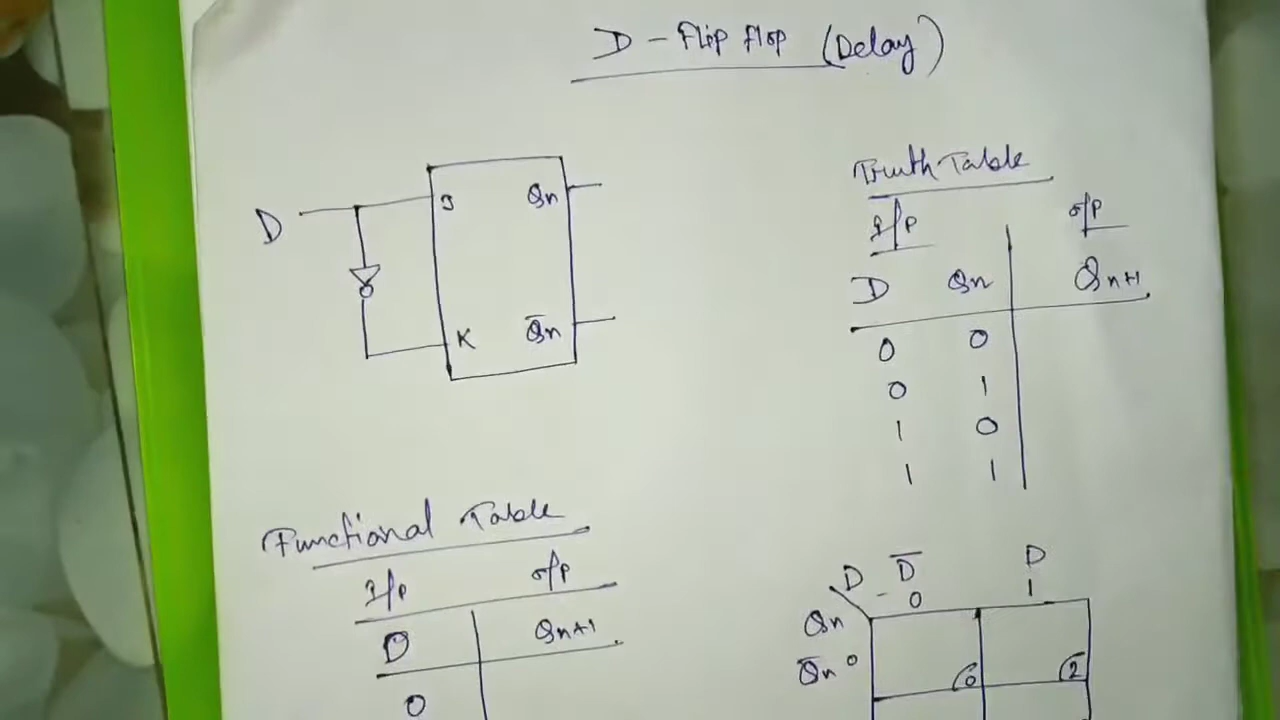 D - Flip flop (Delay)
D
J
Qn
K
Q̅n
Truth Table
I/p
o/p
D Qn Qn+1
0 0
0 1
1 0
1 1
Functional Table
I/p o/p
D Qn+1
0
D D̅ D
0 1
Qn
Q̅n 0
0 2